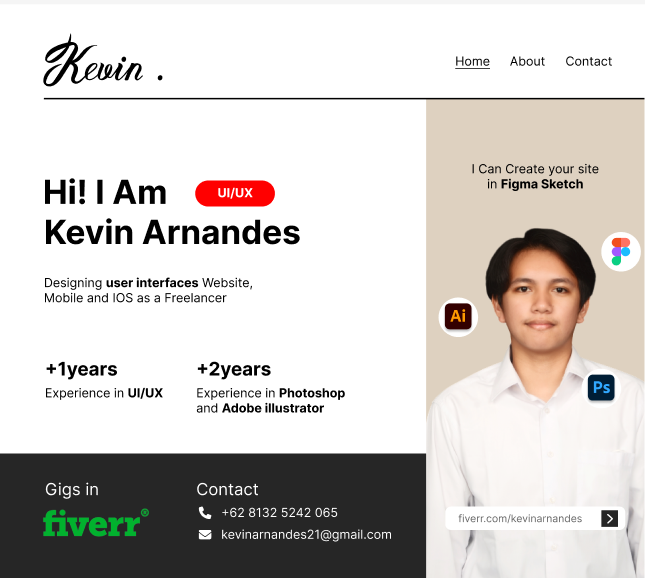 Kevin .
Home About Contact
I Can Create your site
in Figma Sketch
Hi! I Am
UI/UX
Kevin Arnandes
Designing user interfaces Website,
Mobile and IOS as a Freelancer
+1years
Experience in UI/UX
+2years
Experience in Photoshop
and Adobe illustrator
Ai
Ps
Gigs in
fiverr®
Contact
+62 8132 5242 065
kevinarnandes21@gmail.com
fiverr.com/kevinarnandes